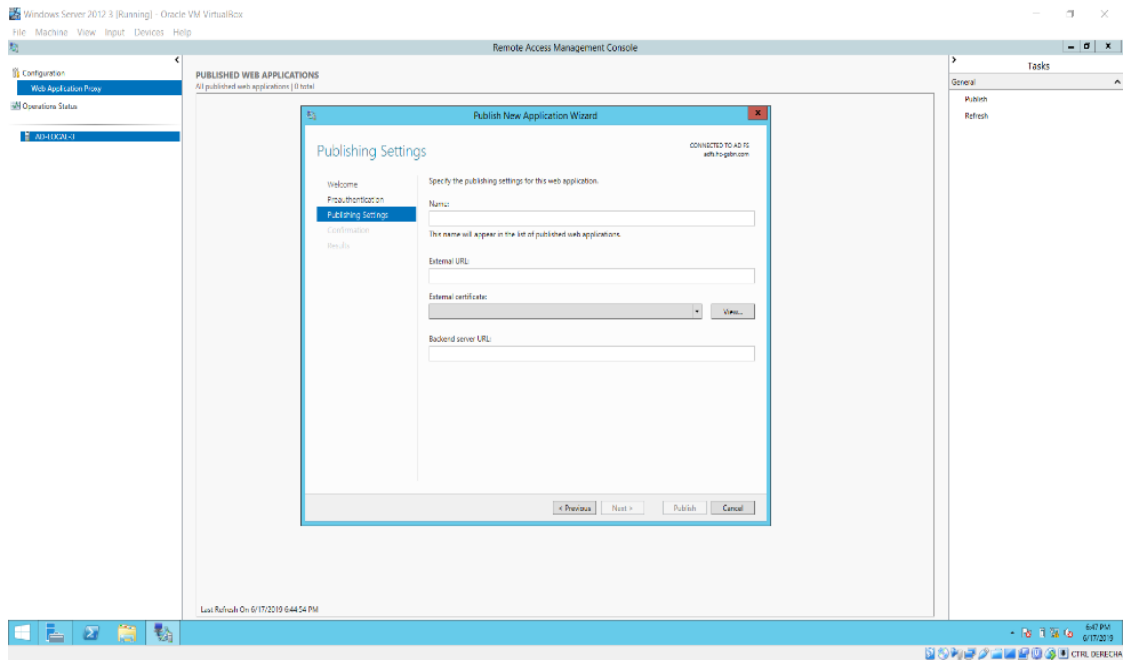 Windows Server 2012 3 [Running] - Oracle VM VirtualBox
File Machine View Input Devices Help
Remote Access Management Console
Configuration
Web Application Proxy
Operations Status
AD-LOCAL-3
PUBLISHED WEB APPLICATIONS
All published web applications | 0 total
Tasks
General
Publish
Refresh
Publish New Application Wizard
Publishing Settings
CONNECTED TO AD FS
Welcome
Preauthentication
Publishing Settings
Confirmation
Results
Specify the publishing settings for this web application.
Name:
This name will appear in the list of published web applications.
External URL:
External certificate:
View...
Backend server URL:
< Previous
Next >
Publish
Cancel
Last Refresh On 6/17/2019 6:44:54 PM
6:47 PM
6/17/2019
CTRL DERECHA